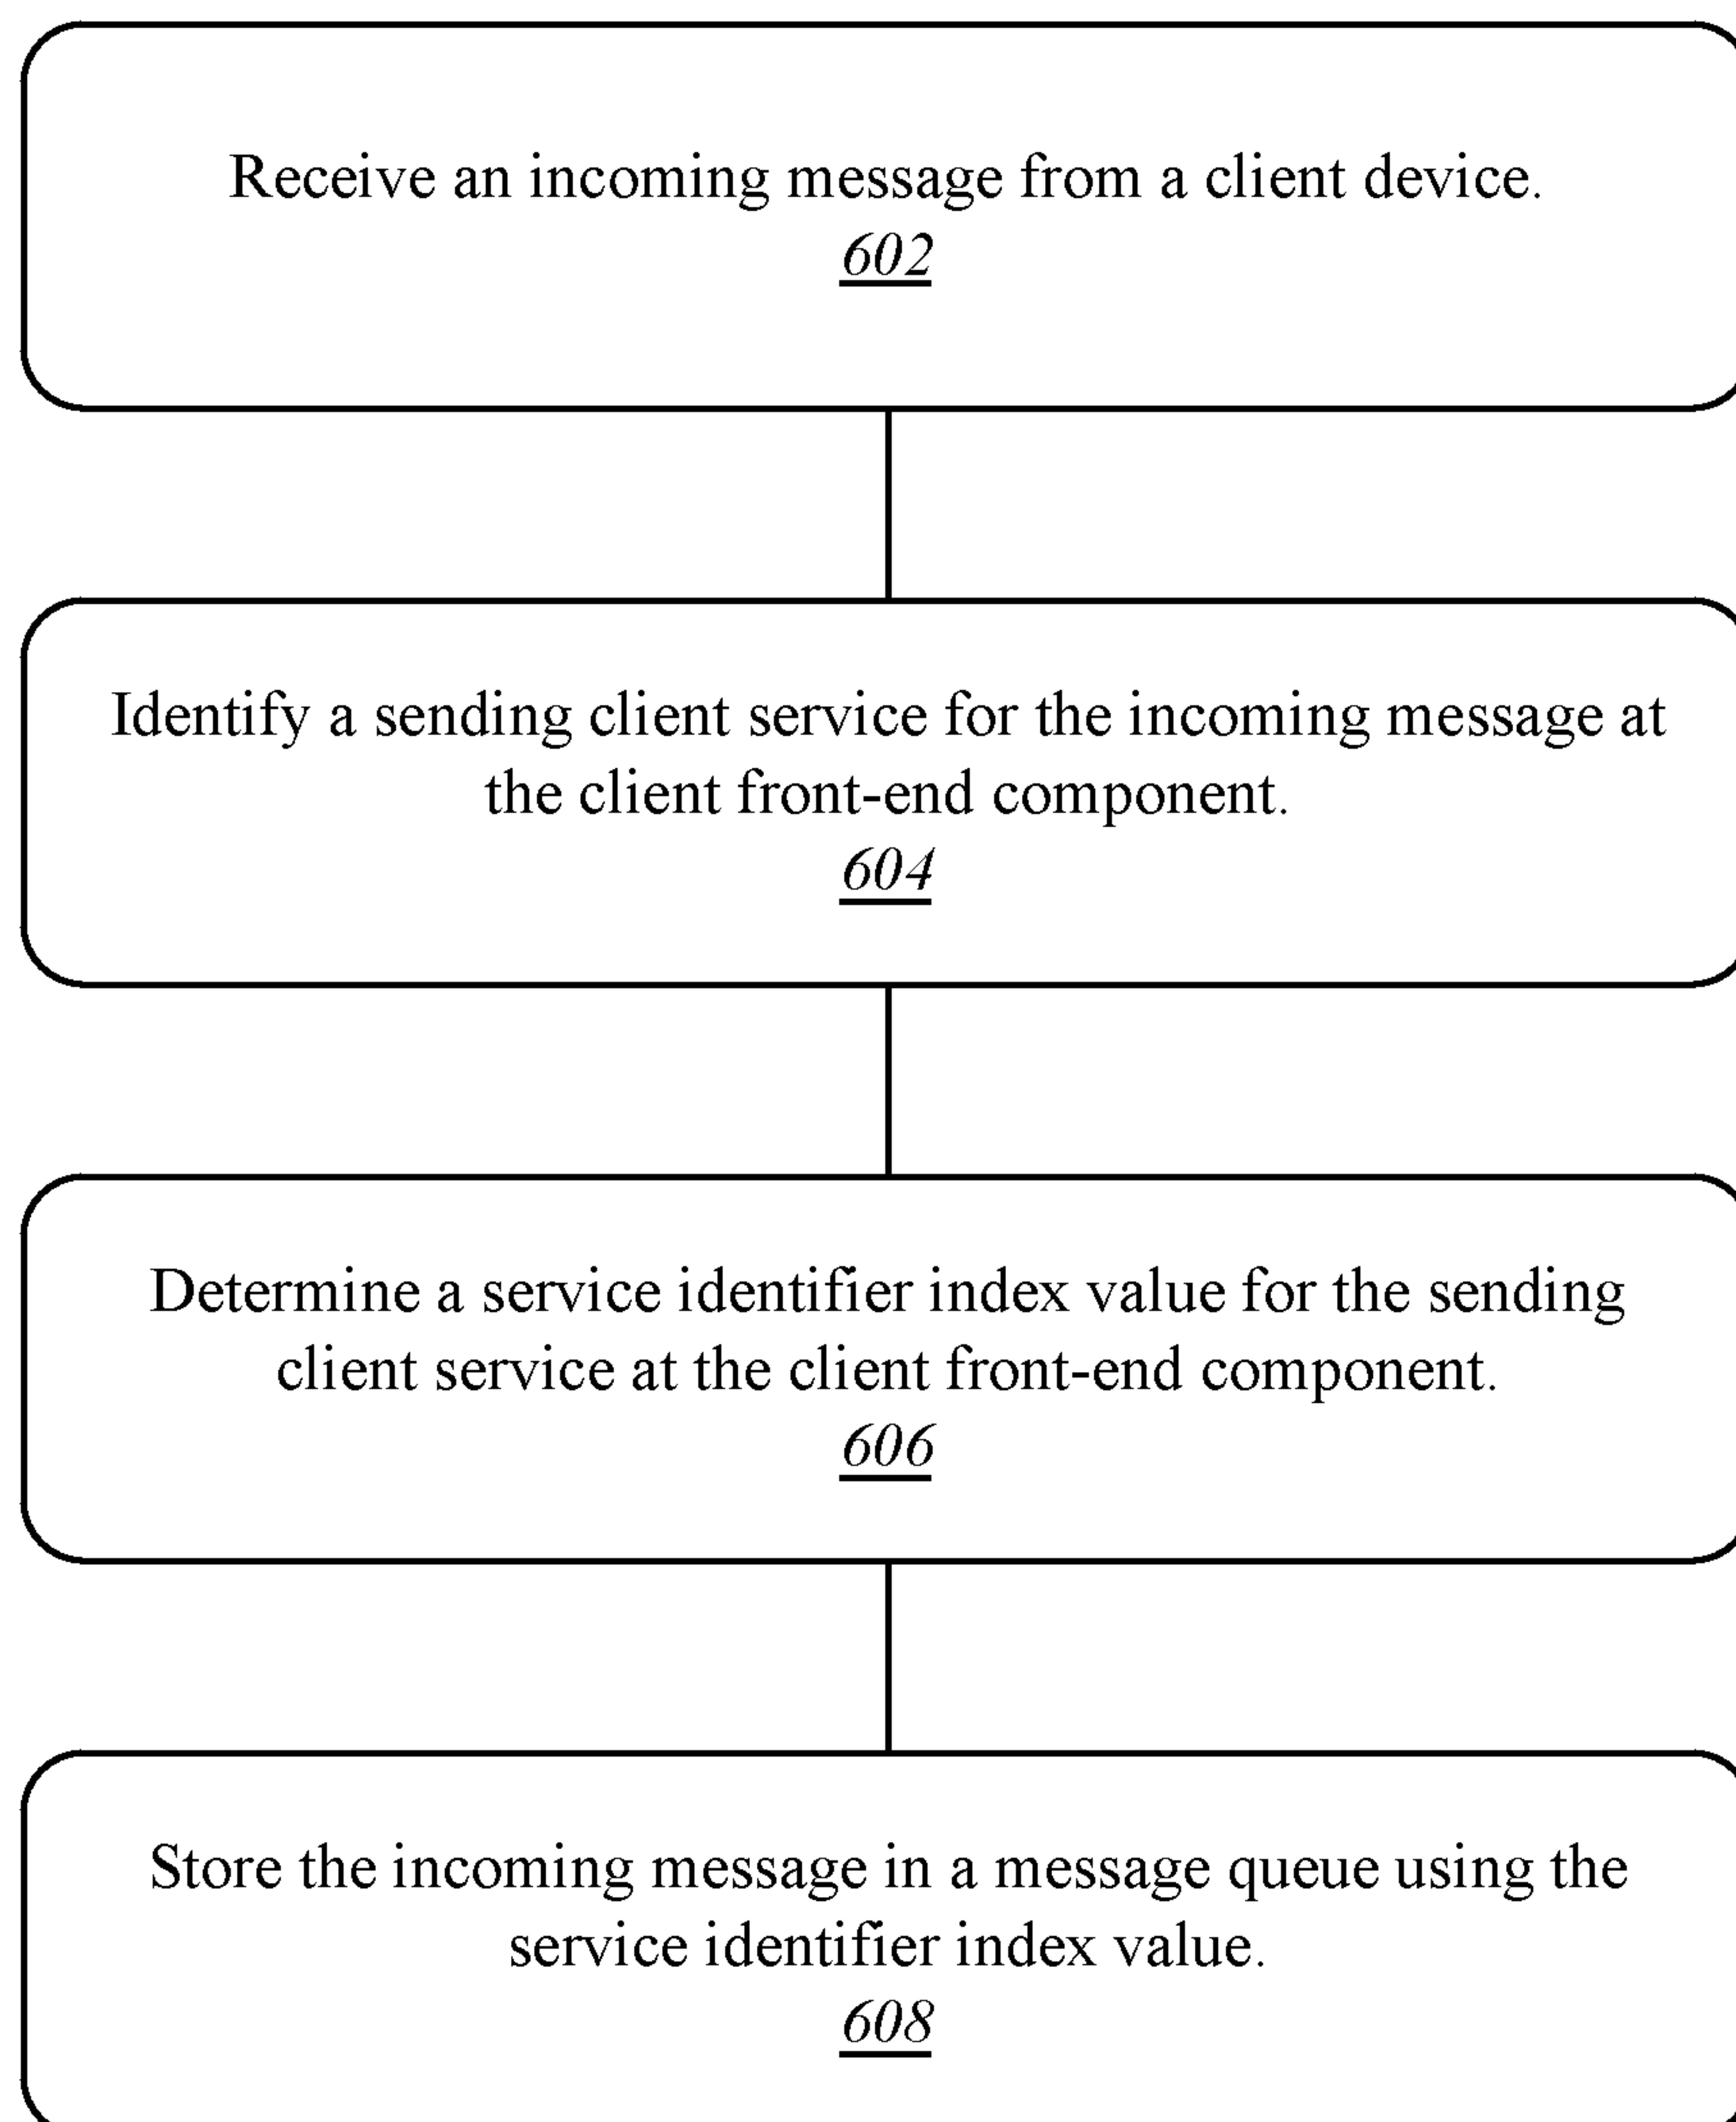 Receive an incoming message from a client device.
602
Identify a sending client service for the incoming message at
the client front-end component.
604
Determine a service identifier index value for the sending
client service at the client front-end component.
606
Store the incoming message in a message queue using the
service identifier index value.
608